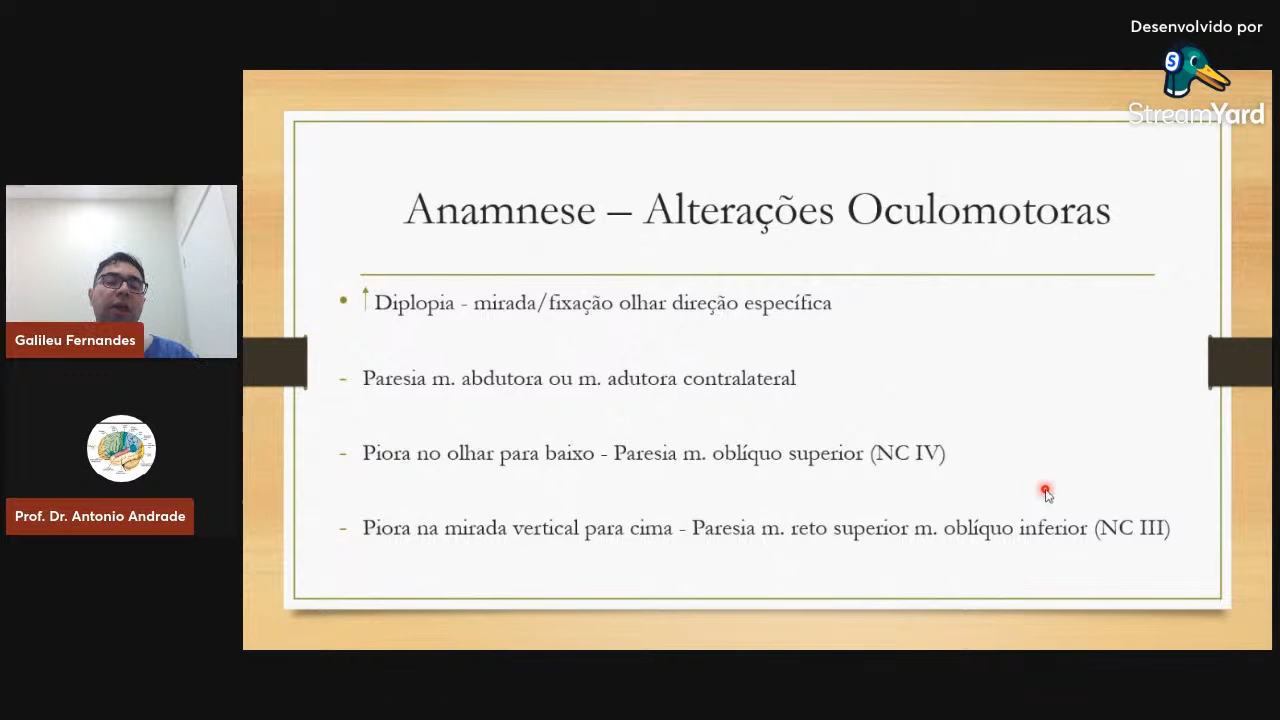 Desenvolvido por
StreamYard
Anamnese – Alterações Oculomotoras
• ↑ Diplopia - mirada/fixação olhar direção específica
- Paresia m. abdutora ou m. adutora contralateral
- Piora no olhar para baixo - Paresia m. oblíquo superior (NC IV)
- Piora na mirada vertical para cima - Paresia m. reto superior m. oblíquo inferior (NC III)
Galileu Fernandes
Prof. Dr. Antonio Andrade